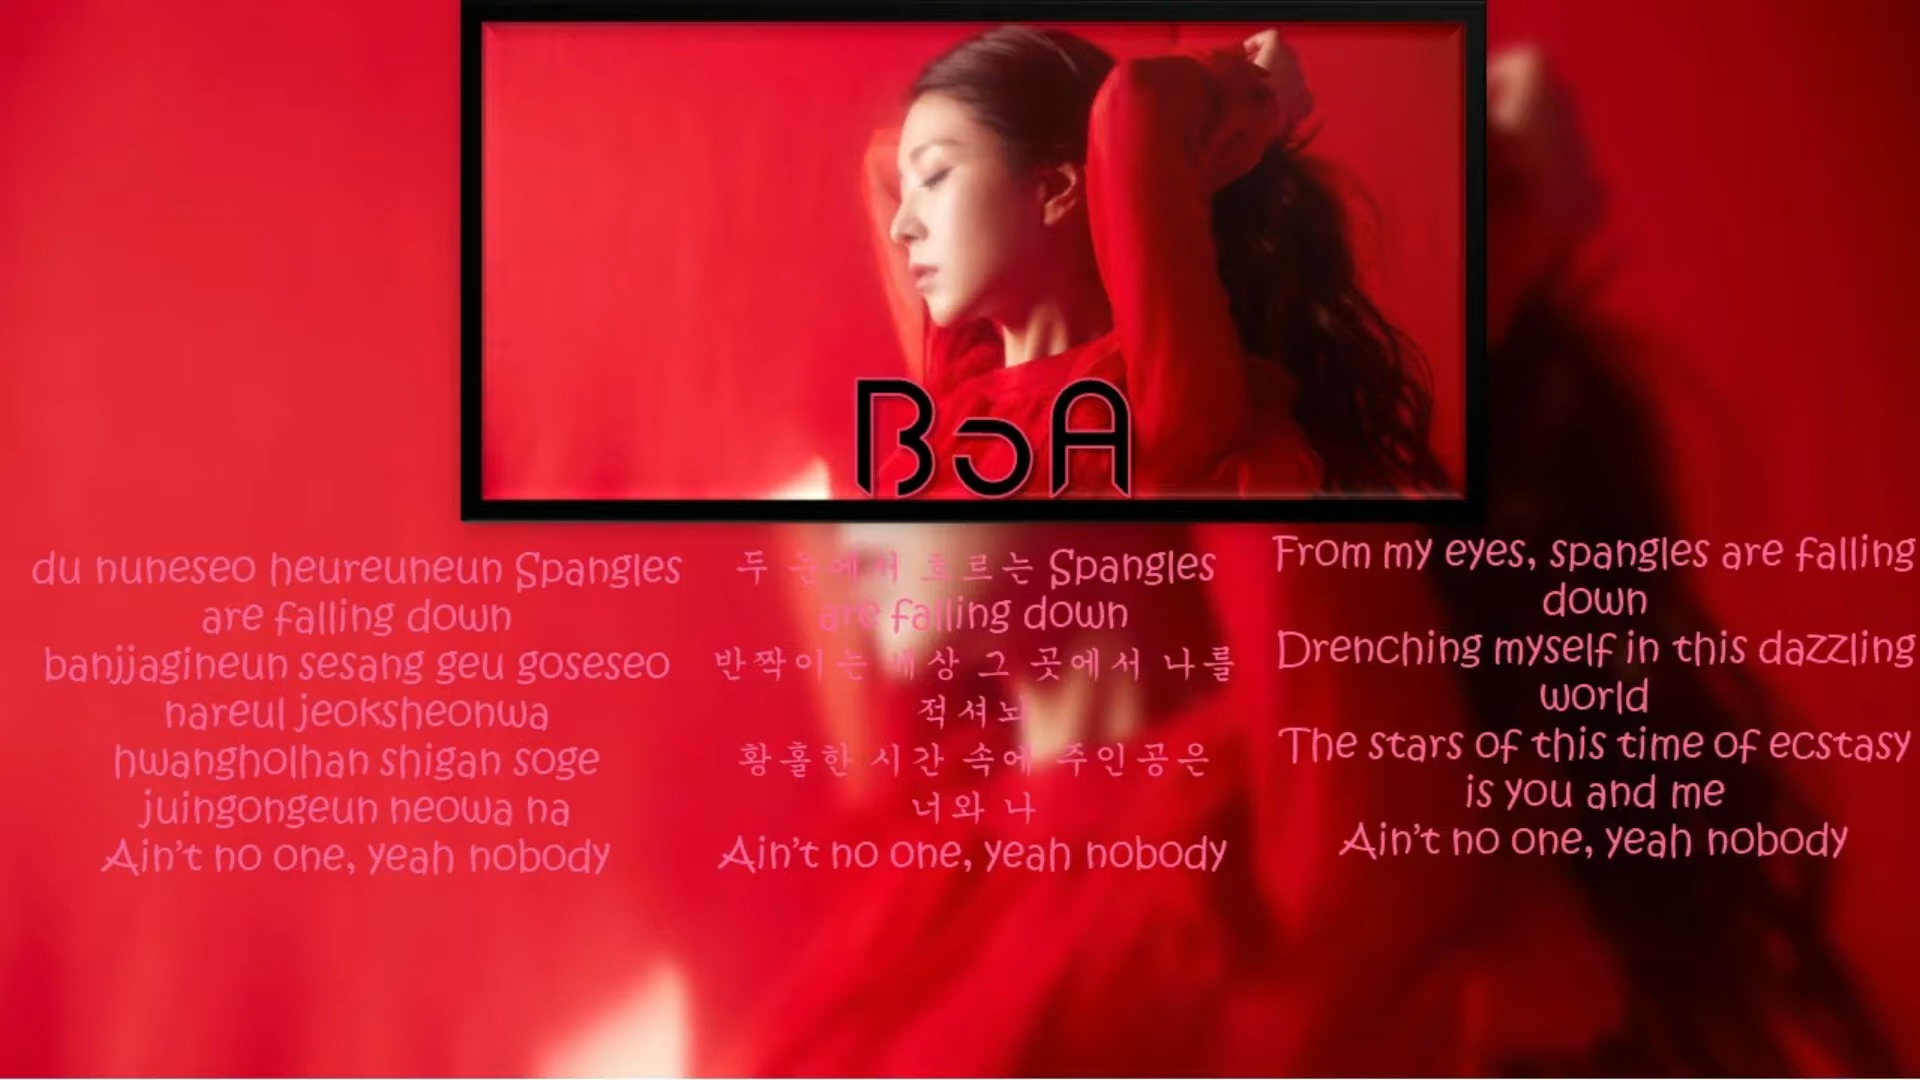 BoA
du nuneseo heureuneun Spangles
are falling down
banjjagineun sesang geu goseseo
nareul jeoksheonwa
hwangholhan shigan soge
juingongeun neowa na
Ain't no one, yeah nobody
두 눈에서 흐르는 Spangles
are falling down
반짝이는 세상 그 곳에서 나를
적셔놔
황홀한 시간 속에 주인공은
너와 나
Ain't no one, yeah nobody
From my eyes, spangles are falling
down
Drenching myself in this dazzling
world
The stars of this time of ecstasy
is you and me
Ain't no one, yeah nobody